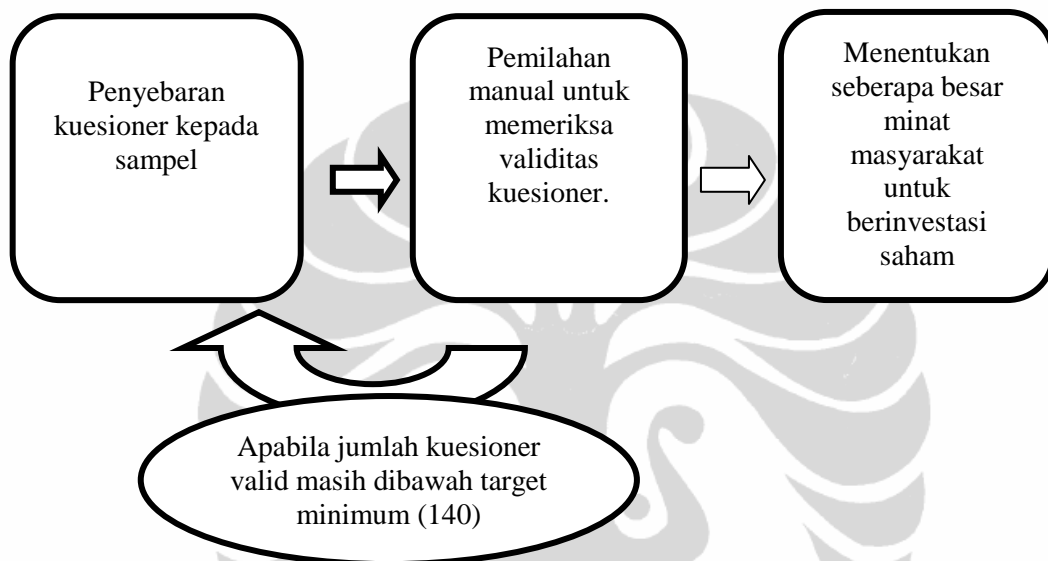 Penyebaran
kuesioner kepada
sampel
Pemilahan
manual untuk
memeriksa
validitas
kuesioner.
Menentukan
seberapa besar
minat
masyarakat
untuk
berinvestasi
saham
Apabila jumlah kuesioner
valid masih dibawah target
minimum (140)